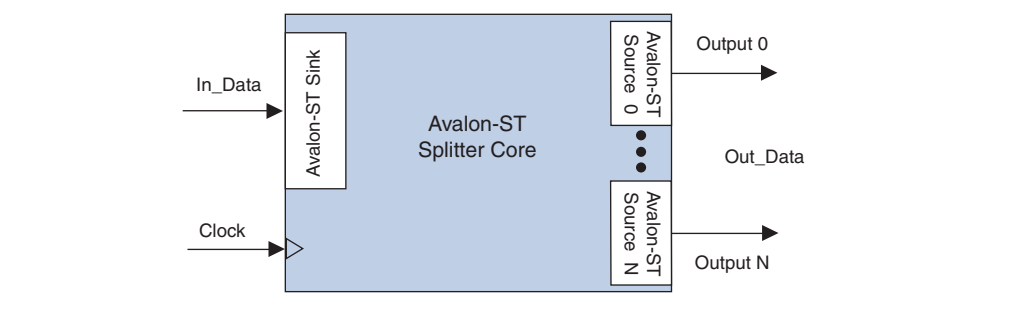 In_Data
Clock
Avalon-ST Sink
Avalon-ST
Splitter Core
Avalon-ST
Source 0
Avalon-ST
Source N
Output 0
Out_Data
Output N